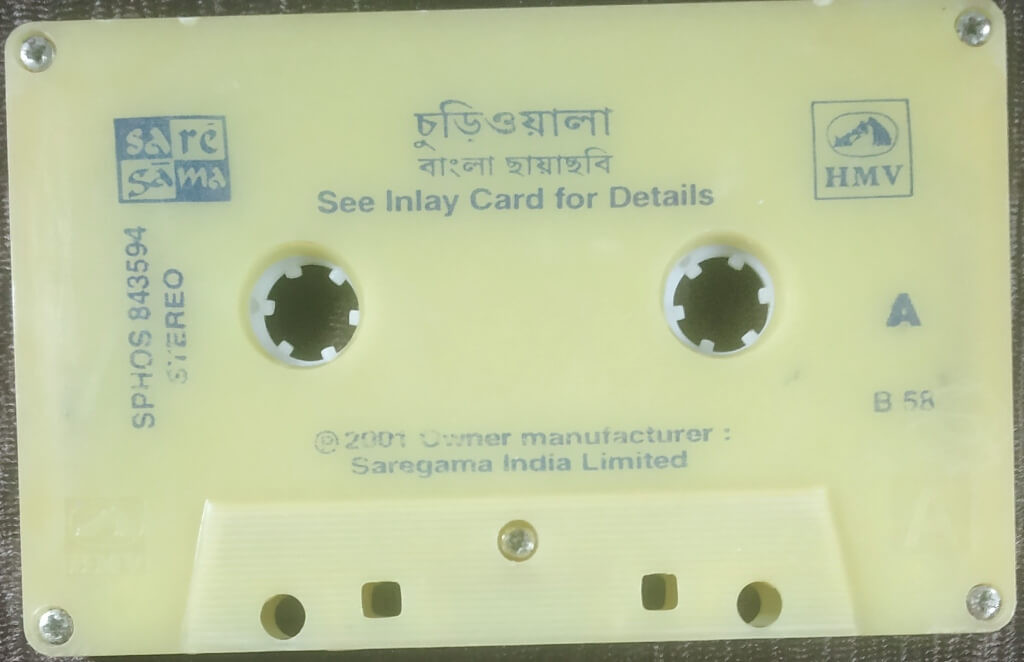 চুড়িওয়ালা
বাংলা ছায়াছবি
See Inlay Card for Details
sa re
ga ma
HMV
SPHOS 843594
STEREO
A
B 58
℗ 2001 Owner manufacturer :
Saregama India Limited
HMV
A